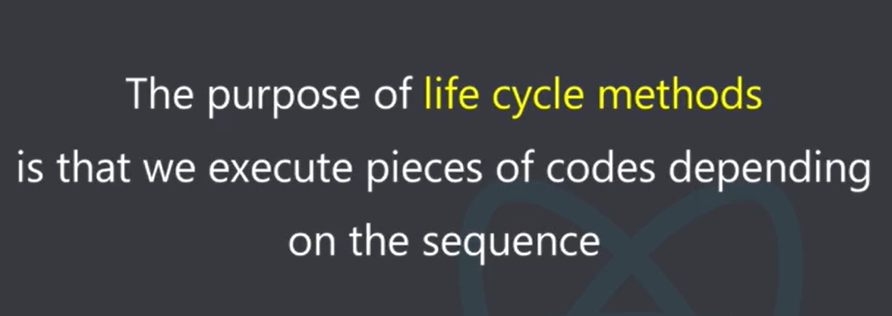 The purpose of life cycle methods
is that we execute pieces of codes depending
on the sequence